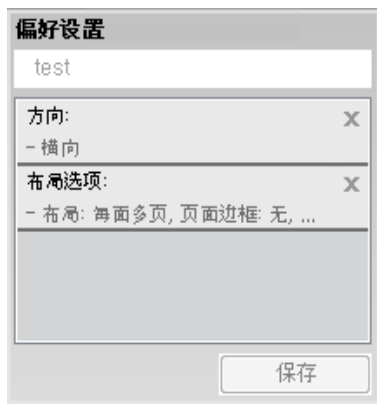 偏好设置
test
方向:
X
- 横向
布局选项:
X
- 布局: 每面多页, 页面边框: 无, ...
保存